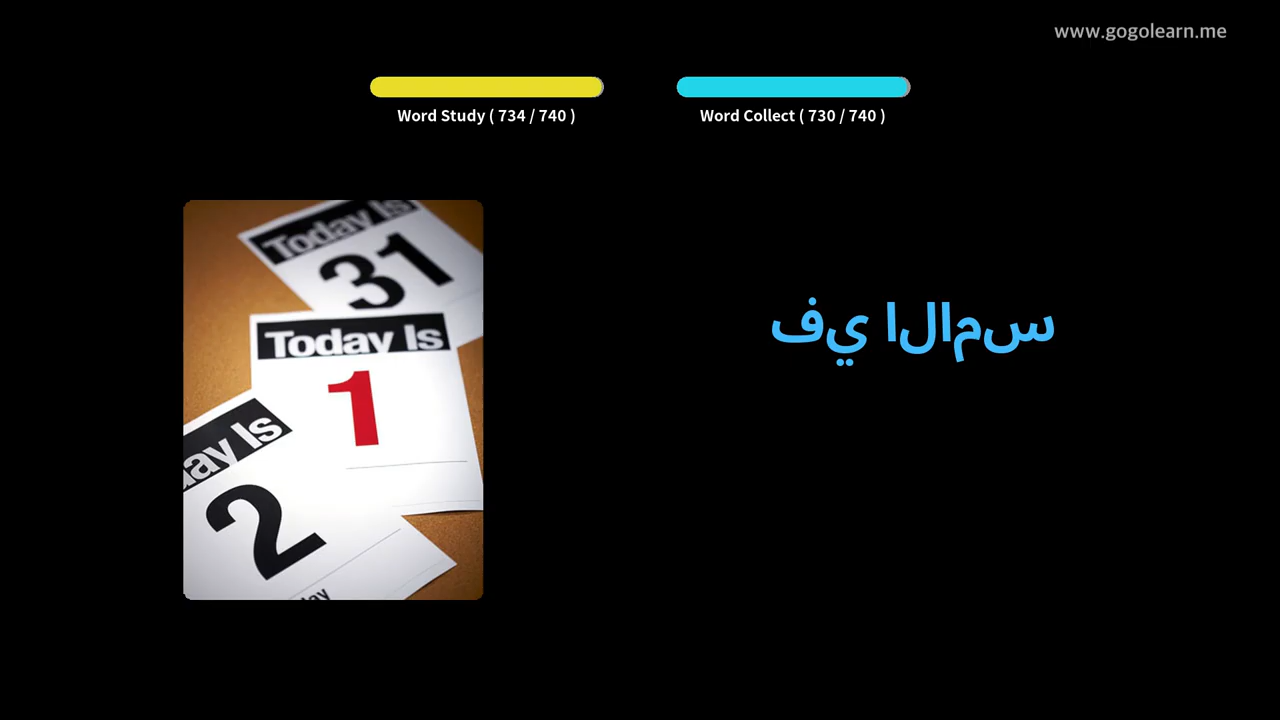 www.gogolearn.me
Word Study ( 734 / 740 )
Word Collect ( 730 / 740 )
Today Is
31
Today Is
1
ay Is
2
في الامس